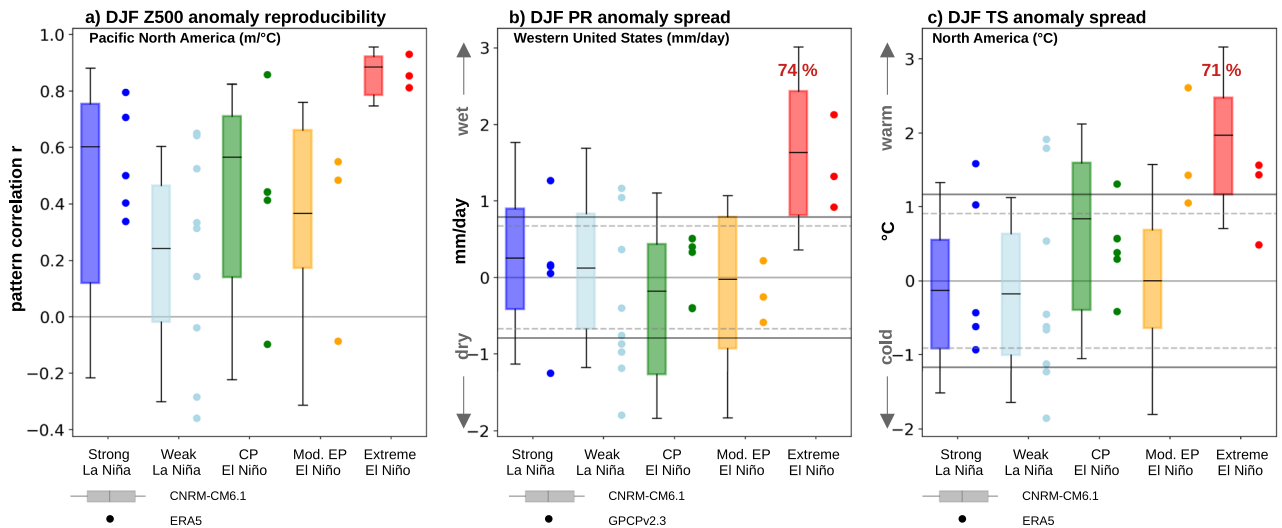 a) DJF Z500 anomaly reproducibility
Pacific North America (m/°C)
pattern correlation r
1.0
0.8
0.6
0.4
0.2
0.0
−0.2
−0.4
Strong La Niña
Weak La Niña
CP El Niño
Mod. EP El Niño
Extreme El Niño
CNRM-CM6.1
ERA5
b) DJF PR anomaly spread
Western United States (mm/day)
74 %
wet
dry
mm/day
3
2
1
0
−1
−2
Strong La Niña
Weak La Niña
CP El Niño
Mod. EP El Niño
Extreme El Niño
CNRM-CM6.1
GPCPv2.3
c) DJF TS anomaly spread
North America (°C)
71 %
warm
cold
°C
3
2
1
0
−1
−2
Strong La Niña
Weak La Niña
CP El Niño
Mod. EP El Niño
Extreme El Niño
CNRM-CM6.1
ERA5